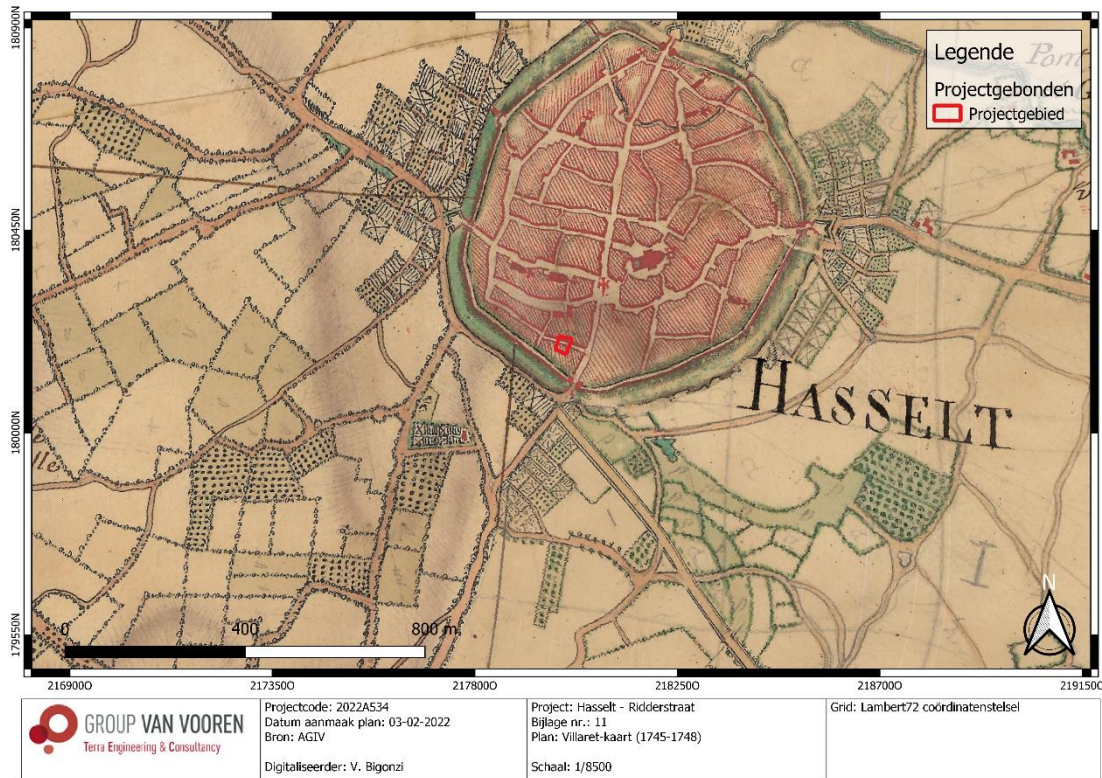 180900N
180450N
180000N
179550N
Legende
Projectgebonden
Projectgebied
Pont
HASSELT
lle
N
0 400 800 m
216900O 217350O 217800O 218250O 218700O 219150O
GROUP VAN VOOREN
Terra Engineering & Consultancy
Projectcode: 2022A534
Datum aanmaak plan: 03-02-2022
Bron: AGIV
Digitaliseerder: V. Bigonzi
Project: Hasselt - Ridderstraat
Bijlage nr.: 11
Plan: Villaret-kaart (1745-1748)
Schaal: 1/8500
Grid: Lambert72 coördinatenstelsel